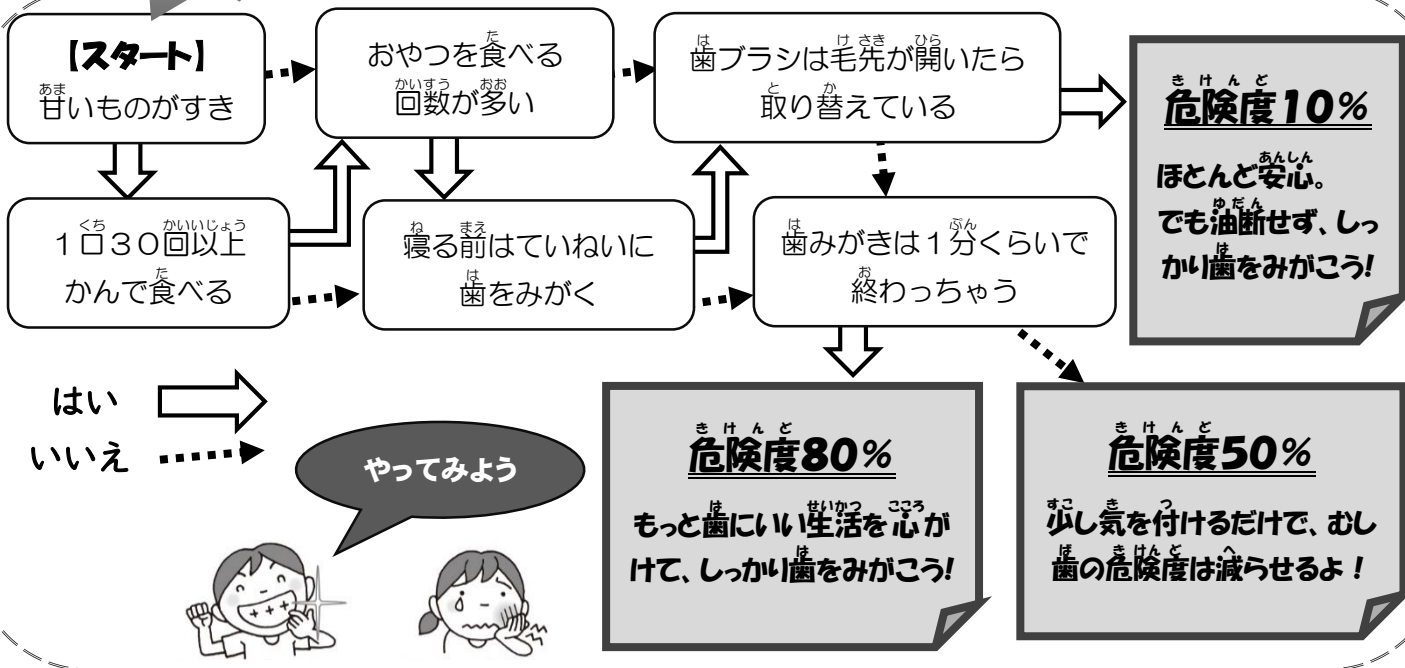 【スタート】
甘いものがすき
おやつを食べる
回数が多い
歯ブラシは毛先が開いたら
取り替えている
危険度10%
ほとんど安心。
でも油断せず、しっ
かり歯をみがこう!
1口30回以上
かんで食べる
寝る前はていねいに
歯をみがく
歯みがきは1分くらいで
終わっちゃう
はい
いいえ
やってみよう
危険度80%
もっと歯にいい生活を心が
けて、しっかり歯をみがこう!
危険度50%
少し気を付けるだけで、むし
歯の危険度は減らせるよ!